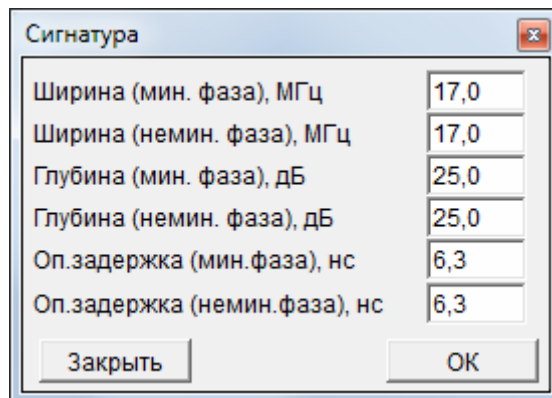 Сигнатура
Ширина (мин. фаза), МГц 17,0
Ширина (немин. фаза), МГц 17,0
Глубина (мин. фаза), дБ 25,0
Глубина (немин. фаза), дБ 25,0
Оп.задержка (мин.фаза), нс 6,3
Оп.задержка (немин.фаза), нс 6,3
Закрыть ОК